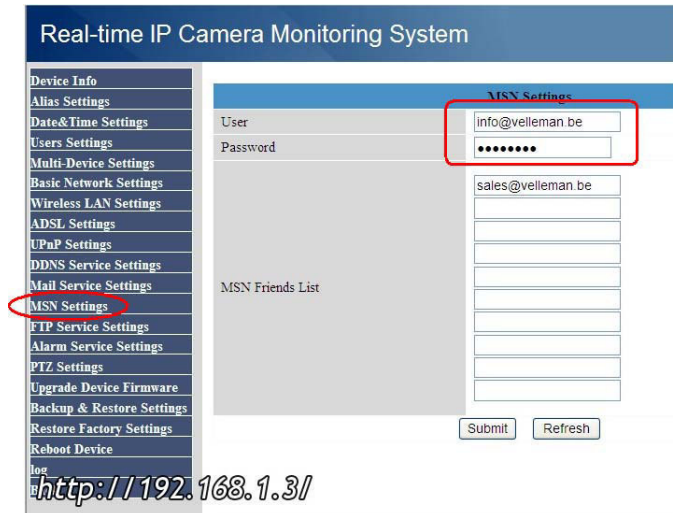 Real-time IP Camera Monitoring System
Device Info
Alias Settings
Date&Time Settings
Users Settings
Multi-Device Settings
Basic Network Settings
Wireless LAN Settings
ADSL Settings
UPnP Settings
DDNS Service Settings
Mail Service Settings
MSN Settings
FTP Service Settings
Alarm Service Settings
PTZ Settings
Upgrade Device Firmware
Backup & Restore Settings
Restore Factory Settings
Reboot Device
log
MSN Settings
User info@velleman.be
Password ••••••••
MSN Friends List
sales@velleman.be
Submit Refresh
http://192.168.1.3/